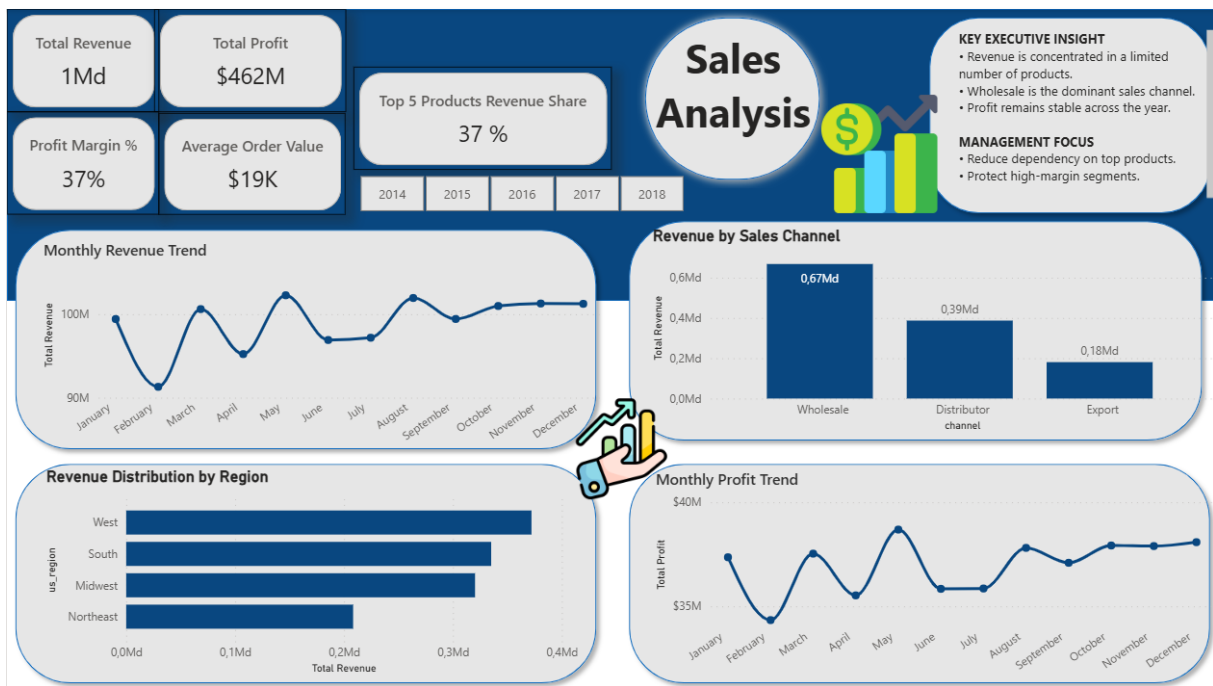 Total Revenue
1Md
Total Profit
$462M
Profit Margin %
37%
Average Order Value
$19K
Top 5 Products Revenue Share
37 %
2014
2015
2016
2017
2018
Sales
Analysis
KEY EXECUTIVE INSIGHT
• Revenue is concentrated in a limited
number of products.
• Wholesale is the dominant sales channel.
• Profit remains stable across the year.
MANAGEMENT FOCUS
• Reduce dependency on top products.
• Protect high-margin segments.
Monthly Revenue Trend
Total Revenue
100M
90M
January
February
March
April
May
June
July
August
September
October
November
December
Revenue by Sales Channel
Total Revenue
0,6Md
0,4Md
0,2Md
0,0Md
0,67Md
0,39Md
0,18Md
Wholesale
Distributor
Export
channel
Revenue Distribution by Region
us_region
West
South
Midwest
Northeast
0,0Md
0,1Md
0,2Md
0,3Md
0,4Md
Total Revenue
Monthly Profit Trend
Total Profit
$40M
$35M
January
February
March
April
May
June
July
August
September
October
November
December
$